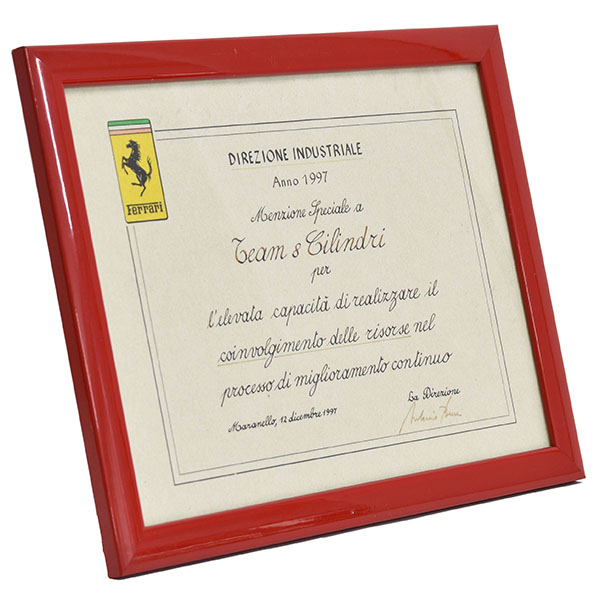 Ferrari
DIREZIONE INDUSTRIALE
Anno 1997
Menzione Speciale a
Team 8 Cilindri
per
l'elevata capacità di realizzare il
coinvolgimento delle risorse nel
processo di miglioramento continuo
La Direzione
Maranello, 12 dicembre 1997